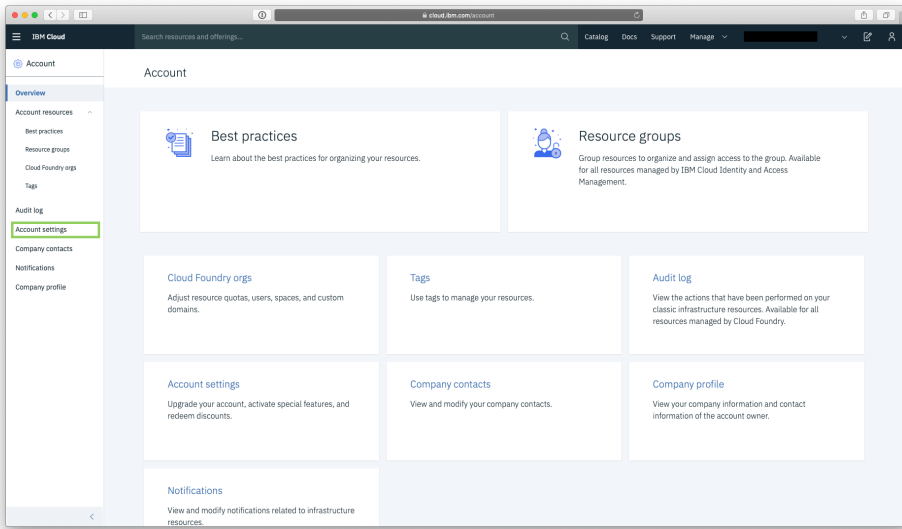 cloud.ibm.com/account
IBM Cloud
Search resources and offerings...
Catalog
Docs
Support
Manage
Account
Overview
Account resources
Best practices
Resource groups
Cloud Foundry orgs
Tags
Audit log
Account settings
Company contacts
Notifications
Company profile
Account
Best practices
Learn about the best practices for organizing your resources.
Resource groups
Group resources to organize and assign access to the group. Available
for all resources managed by IBM Cloud Identity and Access
Management.
Cloud Foundry orgs
Adjust resource quotas, users, spaces, and custom
domains.
Tags
Use tags to manage your resources.
Audit log
View the actions that have been performed on your
classic infrastructure resources. Available for all
resources managed by Cloud Foundry.
Account settings
Upgrade your account, activate special features, and
redeem discounts.
Company contacts
View and modify your company contacts.
Company profile
View your company information and contact
information of the account owner.
Notifications
View and modify notifications related to infrastructure
resources.